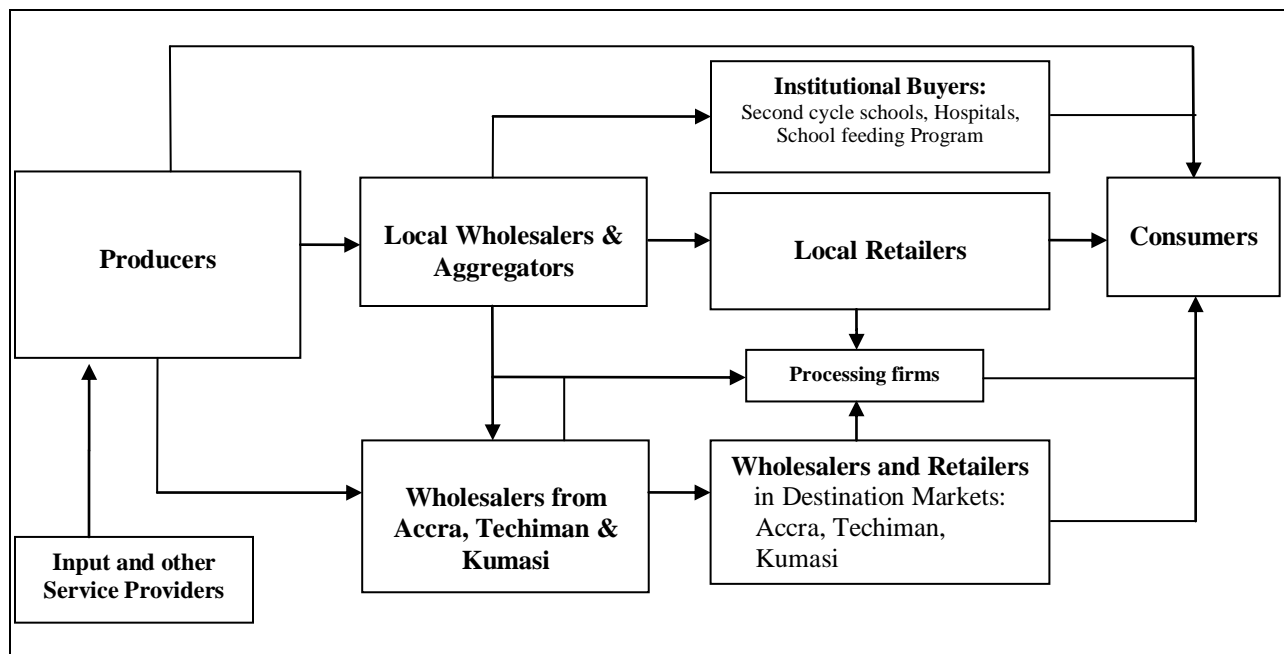 Institutional Buyers:
Second cycle schools, Hospitals,
School feeding Program
Producers
Local Wholesalers &
Aggregators
Local Retailers
Consumers
Processing firms
Input and other
Service Providers
Wholesalers from
Accra, Techiman &
Kumasi
Wholesalers and Retailers
in Destination Markets:
Accra, Techiman,
Kumasi